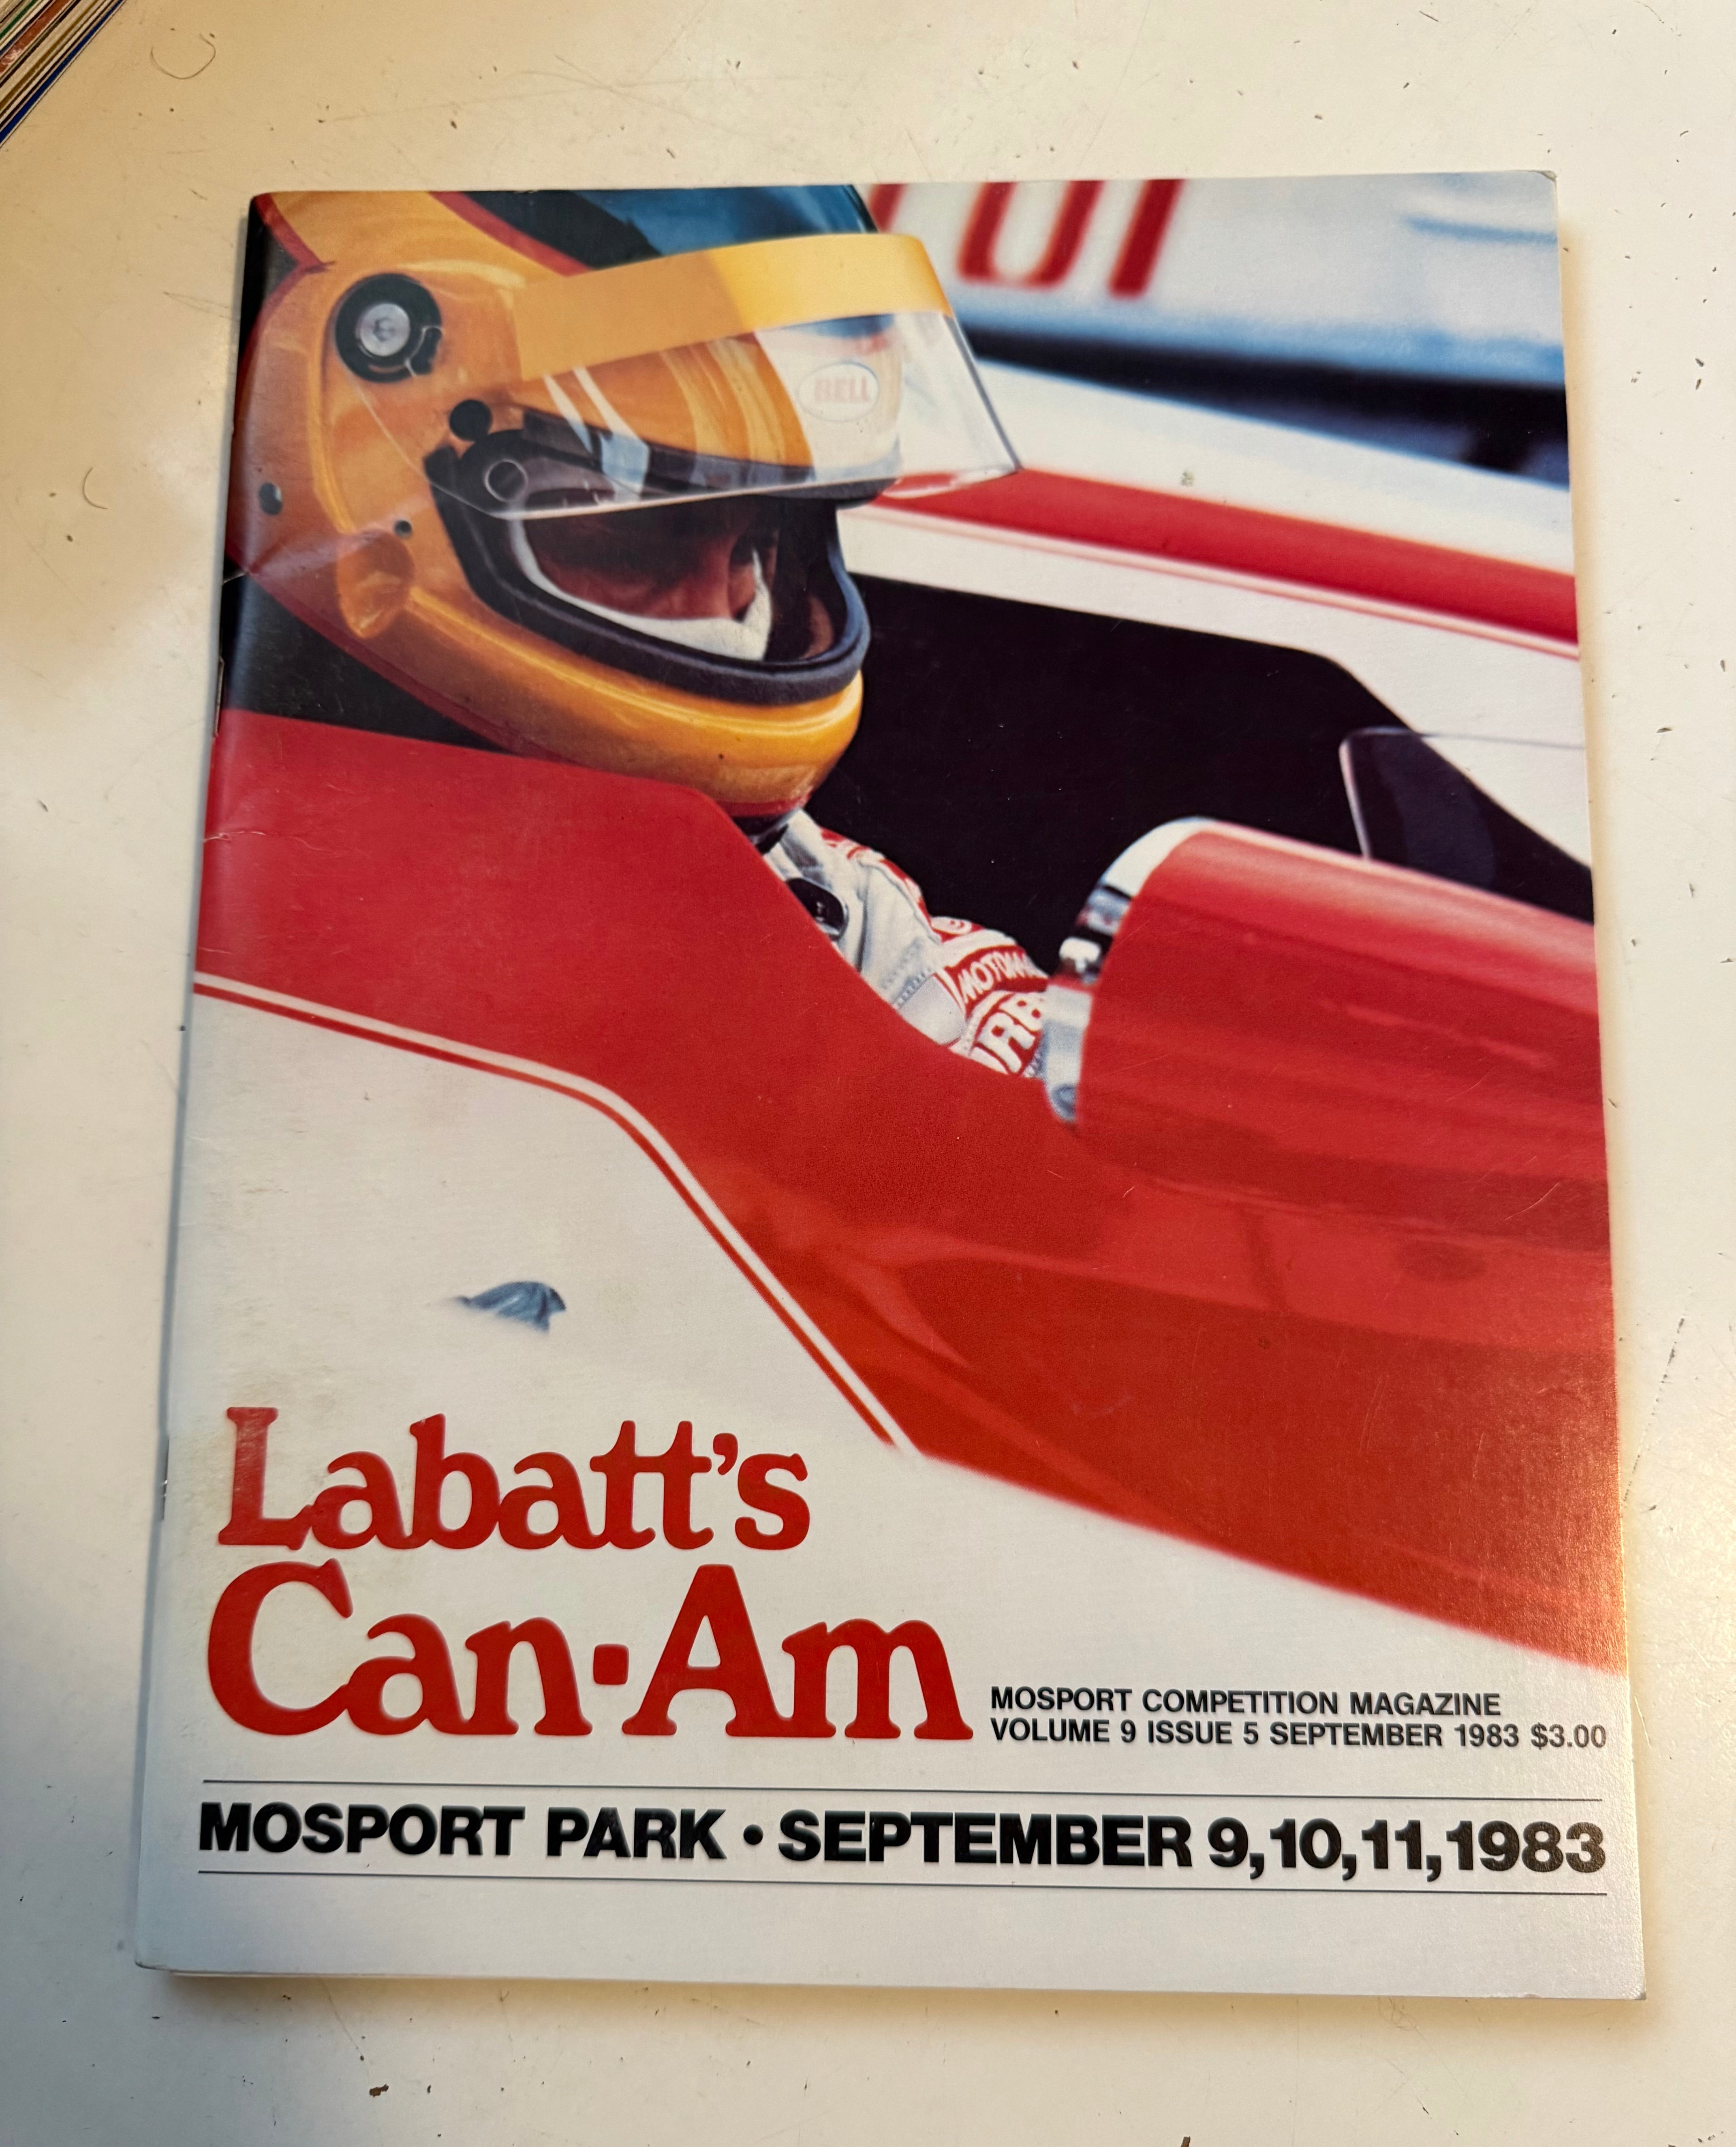 BELL
Labatt's
Can·Am
MOSPORT COMPETITION MAGAZINE
VOLUME 9 ISSUE 5 SEPTEMBER 1983 $3.00
MOSPORT PARK • SEPTEMBER 9,10,11,1983